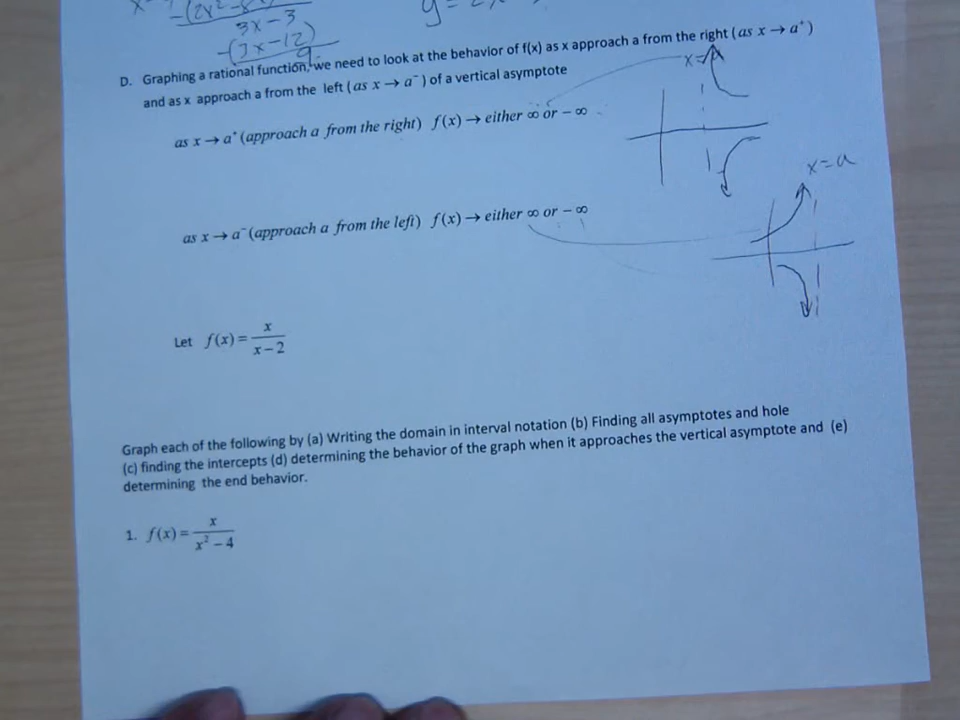 3x-3
-(3x-12)
9
D. Graphing a rational function, we need to look at the behavior of f(x) as x approach a from the right (as x → a⁺)
and as x approach a from the left (as x → a⁻) of a vertical asymptote
x=a
as x → a⁺ (approach a from the right) f(x) → either ∞ or −∞
x=a
as x → a⁻ (approach a from the left) f(x) → either ∞ or −∞
Let f(x) = x/(x−2)
Graph each of the following by (a) Writing the domain in interval notation (b) Finding all asymptotes and hole
(c) finding the intercepts (d) determining the behavior of the graph when it approaches the vertical asymptote and (e)
determining the end behavior.
1. f(x) = x/(x²−4)